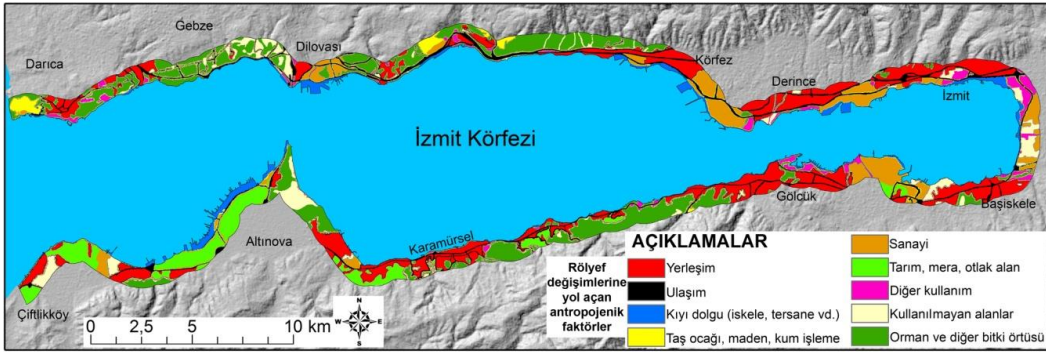 Gebze
Darıca
Dilovası
Körfez
Derince
İzmit
İzmit Körfezi
Gölcük
Başiskele
Altınova
Karamürsel
Çiftlikköy
0 2,5 5 10 km
N
W E
S
AÇIKLAMALAR
Rölyef
değişimlerine
yol açan
antropojenik
faktörler
Yerleşim
Ulaşım
Kıyı dolgu (iskele, tersane vd.)
Taş ocağı, maden, kum işleme
Sanayi
Tarım, mera, otlak alan
Diğer kullanım
Kullanılmayan alanlar
Orman ve diğer bitki örtüsü